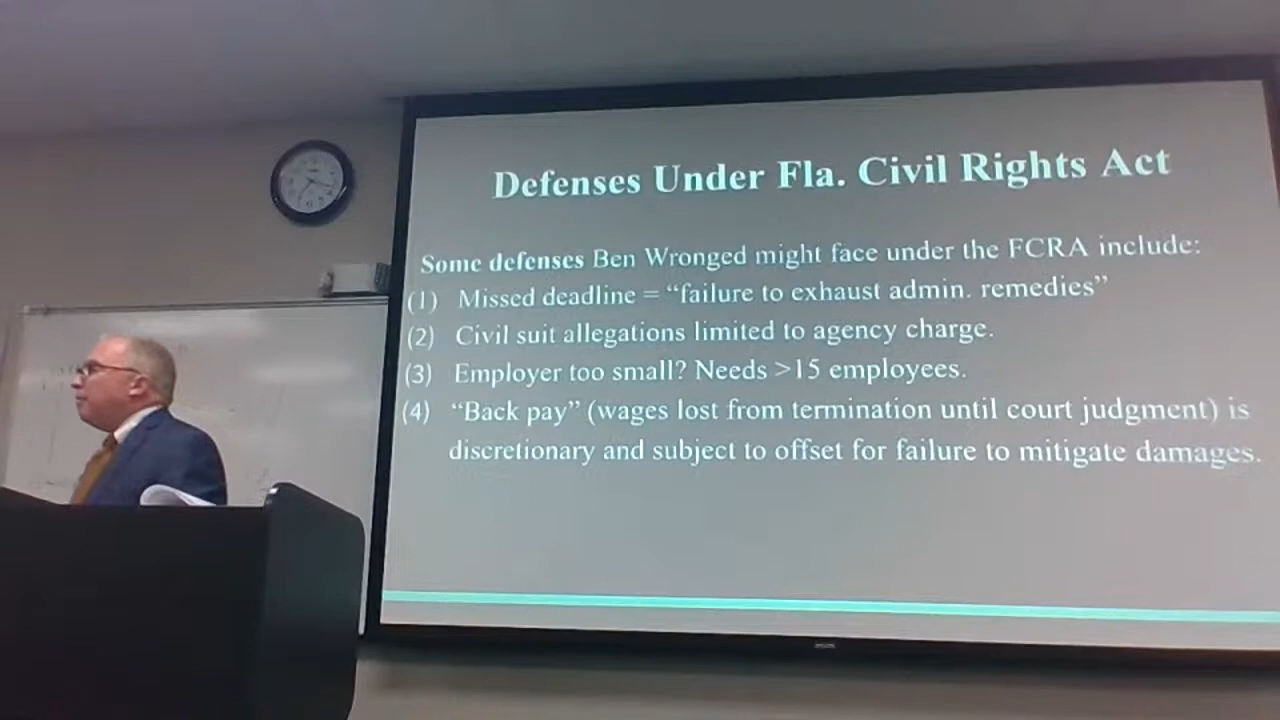 Defenses Under Fla. Civil Rights Act
Some defenses Ben Wronged might face under the FCRA include:
(1) Missed deadline = “failure to exhaust admin. remedies”
(2) Civil suit allegations limited to agency charge.
(3) Employer too small? Needs >15 employees.
(4) “Back pay” (wages lost from termination until court judgment) is
discretionary and subject to offset for failure to mitigate damages.